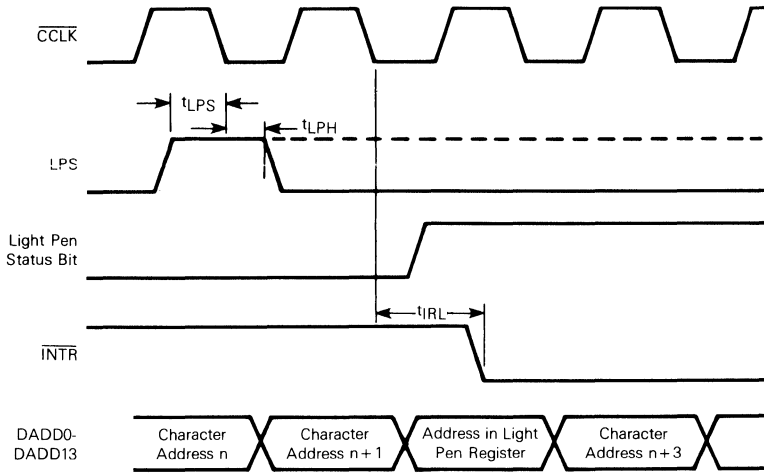 CCLK
tLPS
tLPH
LPS
Light Pen
Status Bit
tIRL
INTR
DADD0-
DADD13
Character
Address n
Character
Address n + 1
Address in Light
Pen Register
Character
Address n + 3